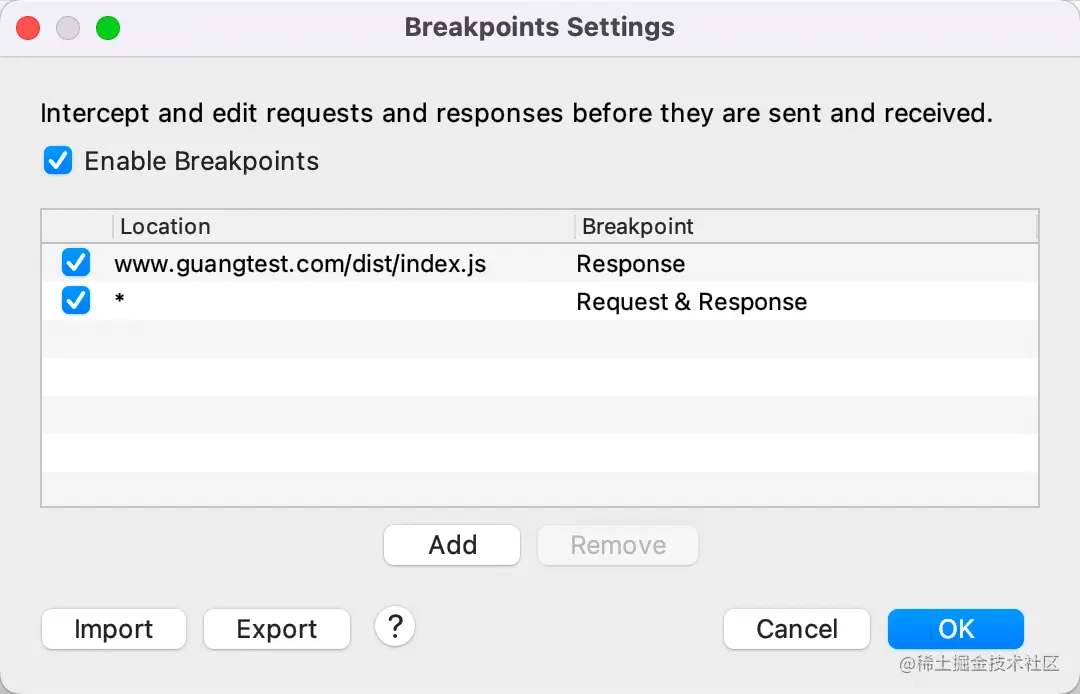 Breakpoints Settings
Intercept and edit requests and responses before they are sent and received.
Enable Breakpoints
Location Breakpoint
www.guangtest.com/dist/index.js Response
* Request & Response
Add Remove
Import Export ? Cancel OK
@稀土掘金技术社区